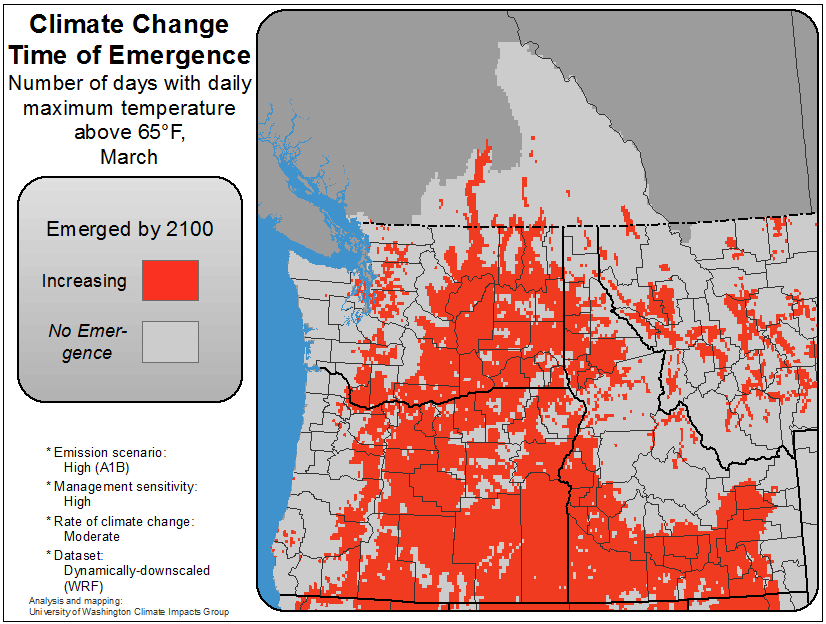 Climate Change
Time of Emergence
Number of days with daily
maximum temperature
above 65°F,
March
Emerged by 2100
Increasing
No Emer-
gence
* Emission scenario:
High (A1B)
* Management sensitivity:
High
* Rate of climate change:
Moderate
* Dataset:
Dynamically-downscaled
(WRF)
Analysis and mapping:
University of Washington Climate Impacts Group